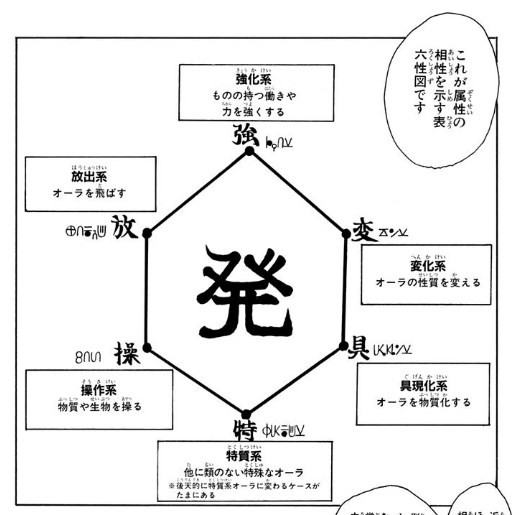 これが属性の
相性を示す表
六性図です
強化系
ものの持つ働きや
力を強くする
強
放出系
オーラを飛ばす
放
変
変化系
オーラの性質を変える
発
操
操作系
物質や生物を操る
具
具現化系
オーラを物質化する
特
特質系
他に類のない特殊なオーラ
※後天的に特質系オーラに変わるケースが
たまにある